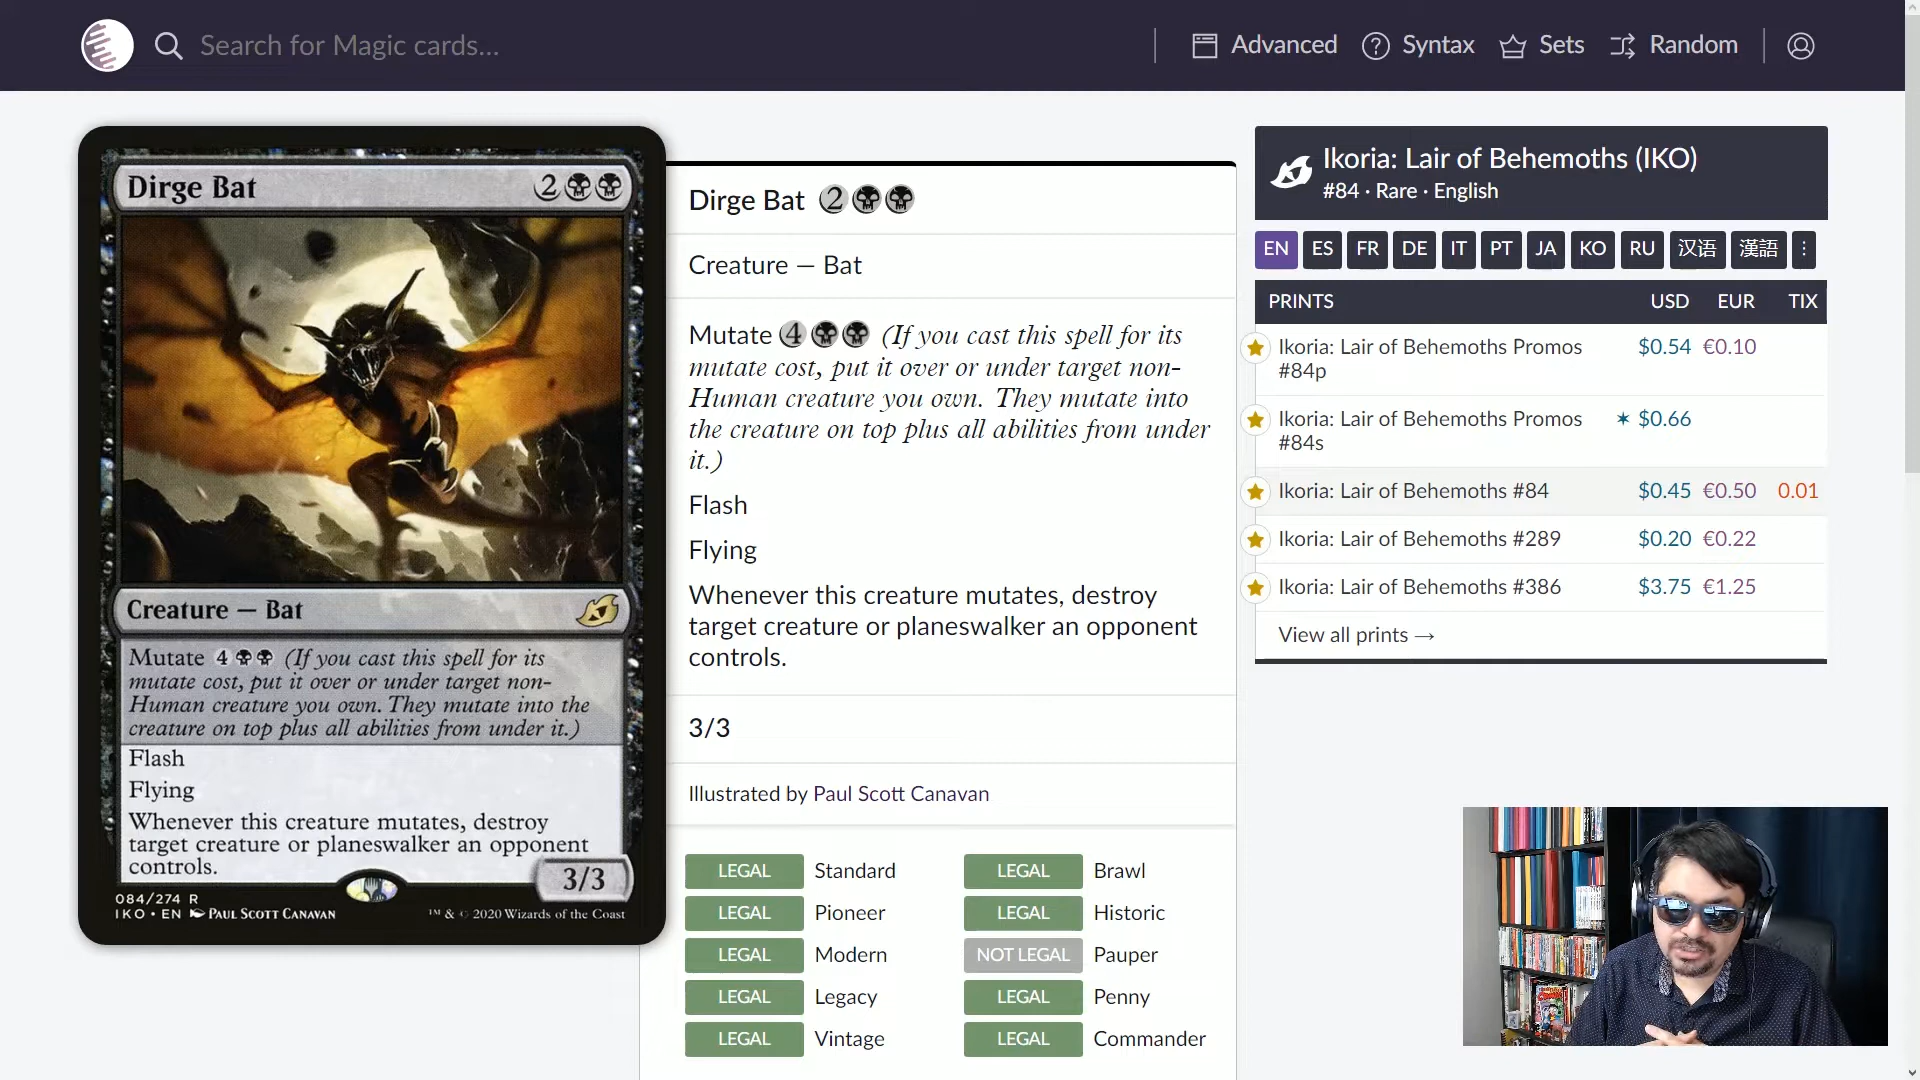 Search for Magic cards...
Advanced
Syntax
Sets
Random
Dirge Bat 2
Creature — Bat
Mutate 4 (If you cast this spell for its
mutate cost, put it over or under target non-
Human creature you own. They mutate into the
creature on top plus all abilities from under it.)
Flash
Flying
Whenever this creature mutates, destroy
target creature or planeswalker an opponent
controls.
3/3
084/274 R
IKO • EN PAUL SCOTT CANAVAN
™ & © 2020 Wizards of the Coast
Dirge Bat 2
Creature — Bat
Mutate 4 (If you cast this spell for its
mutate cost, put it over or under target non-
Human creature you own. They mutate into
the creature on top plus all abilities from under
it.)
Flash
Flying
Whenever this creature mutates, destroy
target creature or planeswalker an opponent
controls.
3/3
Illustrated by Paul Scott Canavan
LEGAL Standard LEGAL Brawl
LEGAL Pioneer LEGAL Historic
LEGAL Modern NOT LEGAL Pauper
LEGAL Legacy LEGAL Penny
LEGAL Vintage LEGAL Commander
Ikoria: Lair of Behemoths (IKO)
#84 · Rare · English
EN ES FR DE IT PT JA KO RU 汉语 漢語
PRINTS USD EUR TIX
Ikoria: Lair of Behemoths Promos $0.54 €0.10
#84p
Ikoria: Lair of Behemoths Promos ✶ $0.66
#84s
Ikoria: Lair of Behemoths #84 $0.45 €0.50 0.01
Ikoria: Lair of Behemoths #289 $0.20 €0.22
Ikoria: Lair of Behemoths #386 $3.75 €1.25
View all prints →